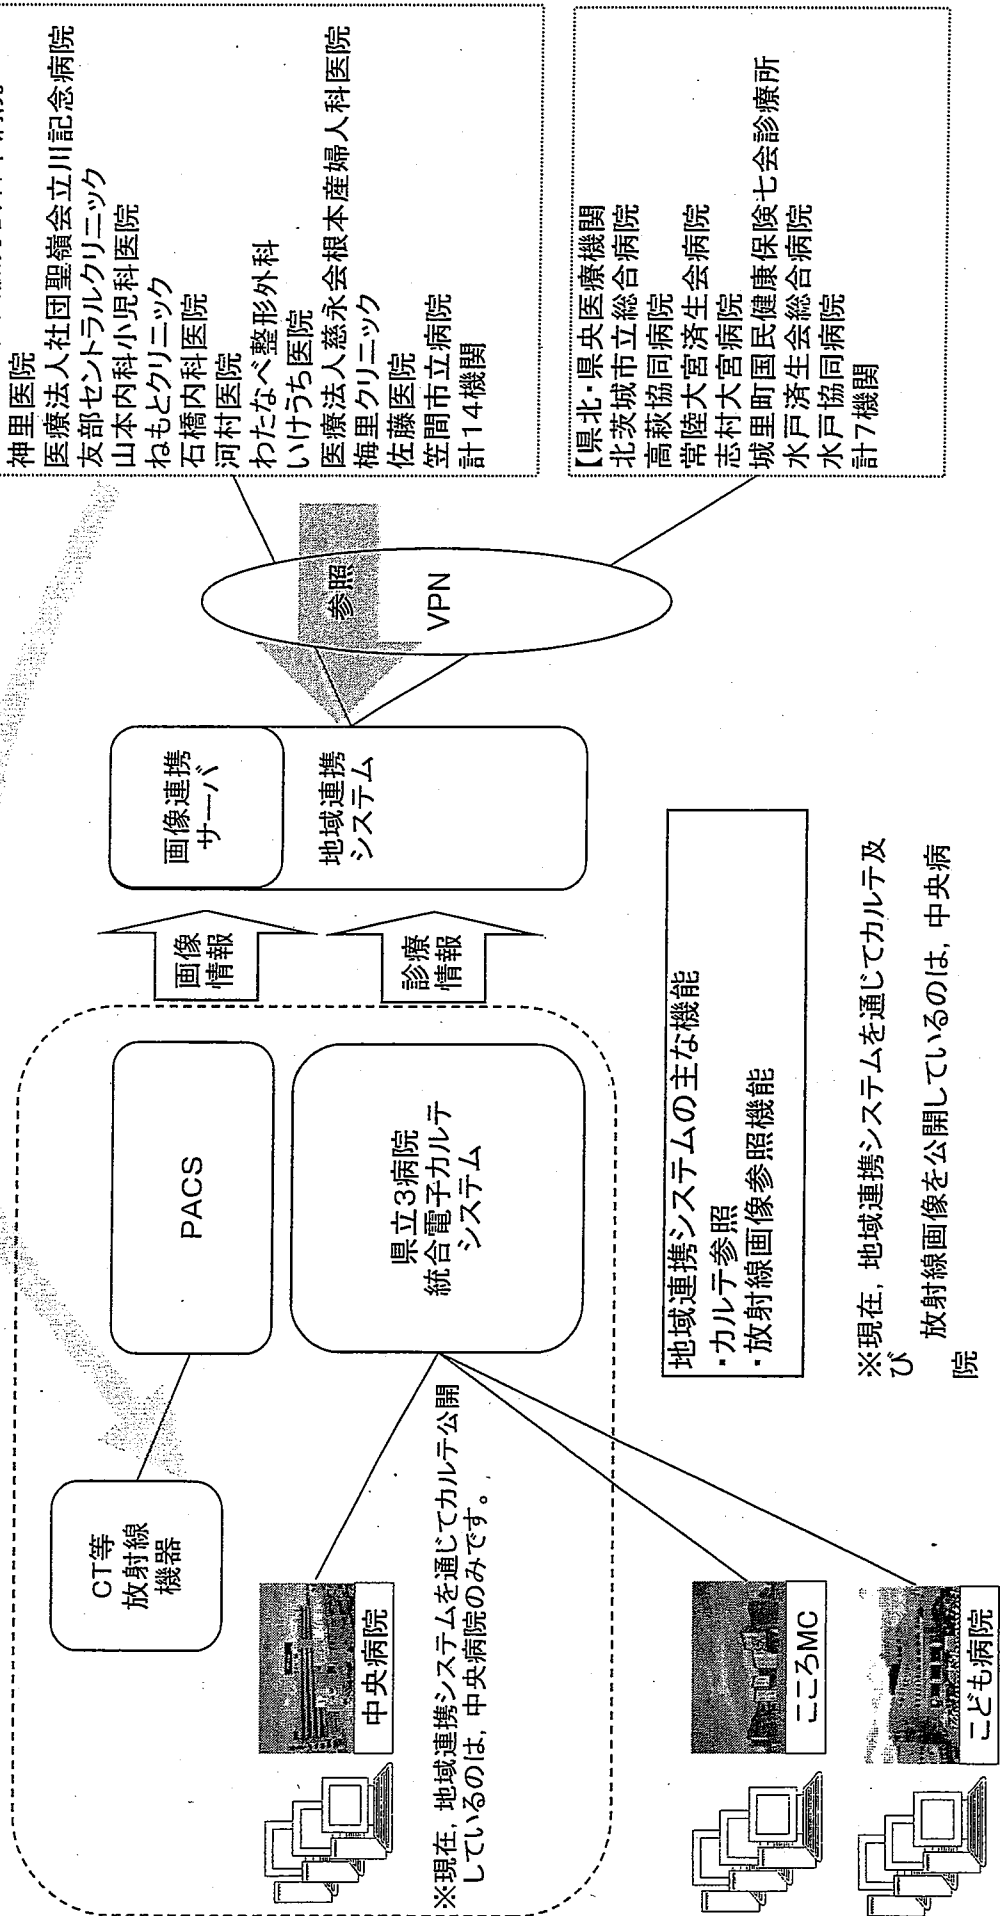 CT等
放射線
機器
PACS
県立3病院
統合電子カルテ
システム
中央病院
※現在，地域連携システムを通じてカルテ公開
しているのは，中央病院のみです。
こころMC
こども病院
画像
情報
診療
情報
画像連携
サーバ
地域連携
システム
参照
VPN
神里医院
医療法人社団聖嶺会立川記念病院
友部セントラルクリニック
山本内科小児科医院
ねもとクリニック
石橋内科医院
河村医院
わたなべ整形外科
いけうち医院
医療法人慈永会根本産婦人科医院
梅里クリニック
佐藤医院
笠間市立病院
計14機関
【県北・県央医療機関
北茨城市立総合病院
高萩協同病院
常陸大宮済生会病院
志村大宮病院
城里町国民健康保険七会診療所
水戸済生会総合病院
水戸協同病院
計7機関
地域連携システムの主な機能
・カルテ参照
・放射線画像参照機能
※現在，地域連携システムを通じてカルテ及
び
放射線画像を公開しているのは，中央病
院